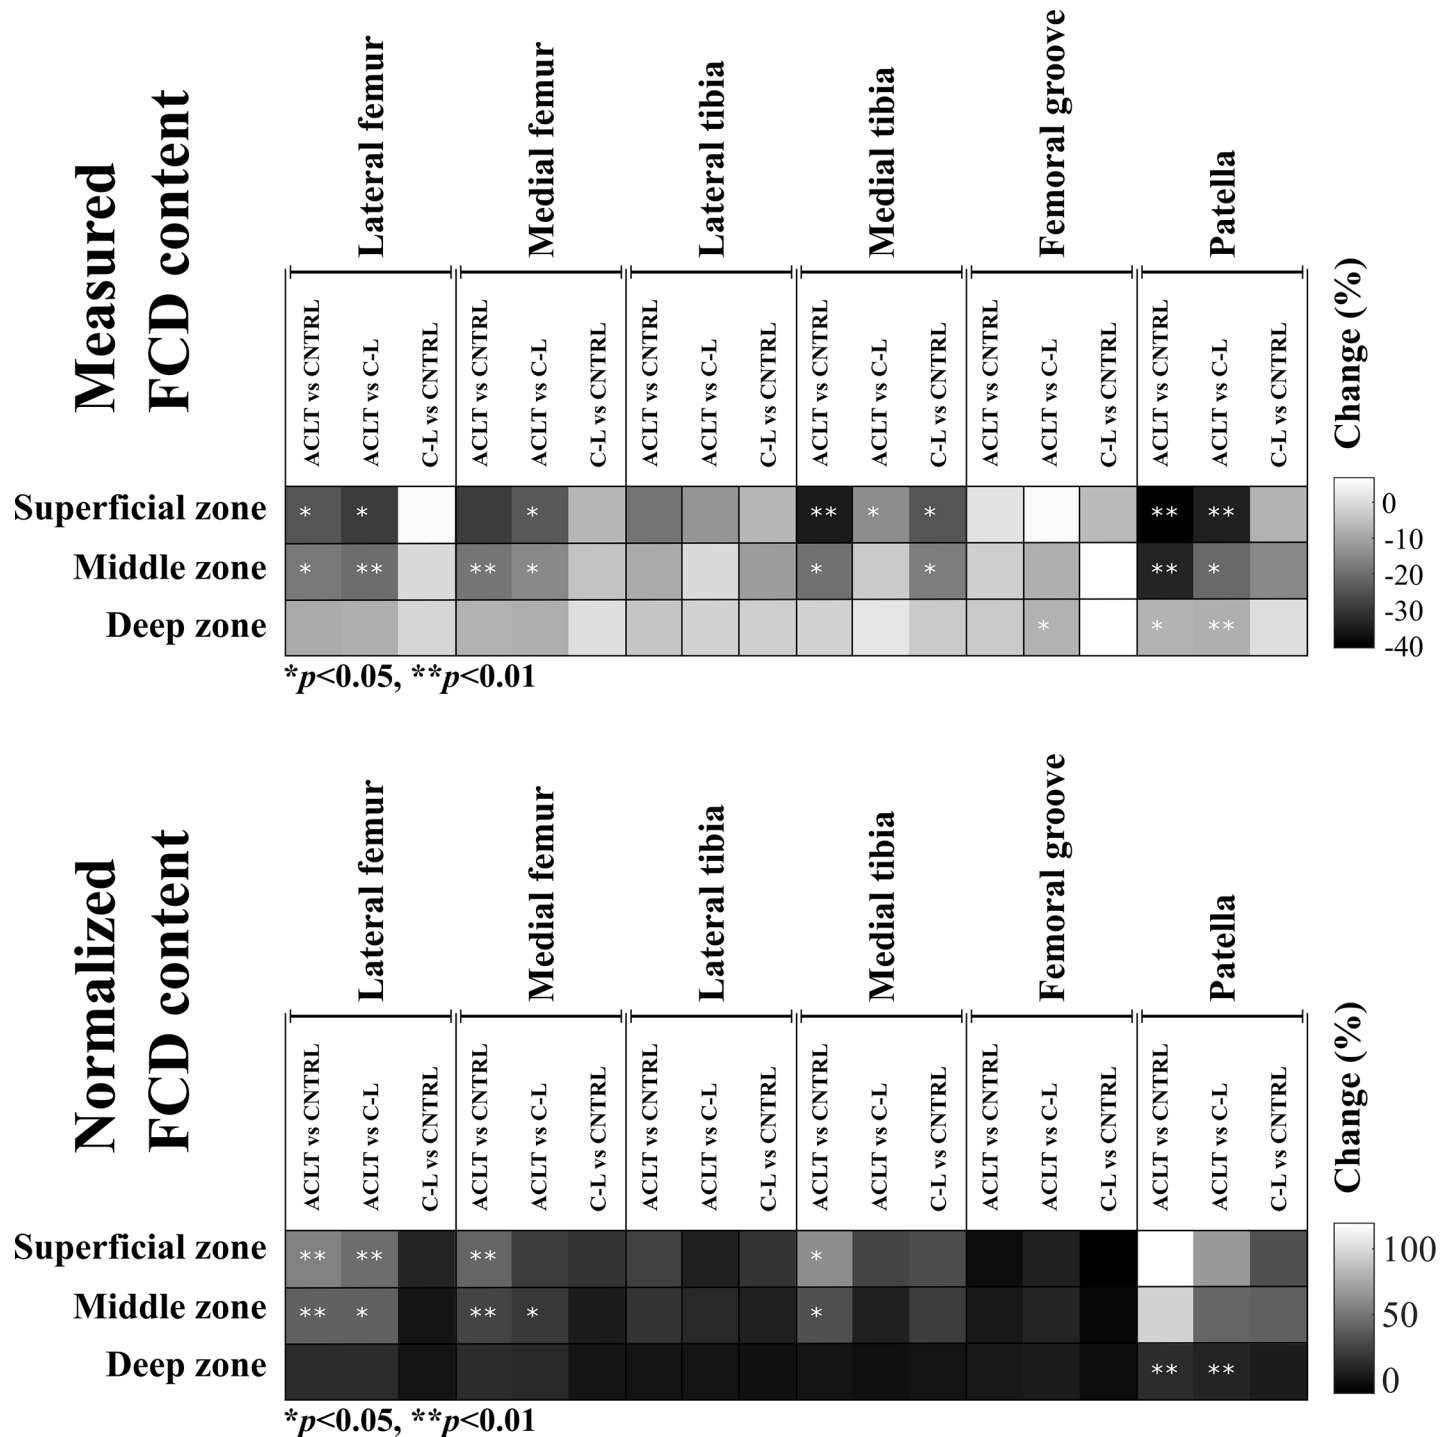 Measured
FCD content
Lateral femur
Medial femur
Lateral tibia
Medial tibia
Femoral groove
Patella
ACLT vs CNTRL
ACLT vs C-L
C-L vs CNTRL
ACLT vs CNTRL
ACLT vs C-L
C-L vs CNTRL
ACLT vs CNTRL
ACLT vs C-L
C-L vs CNTRL
ACLT vs CNTRL
ACLT vs C-L
C-L vs CNTRL
ACLT vs CNTRL
ACLT vs C-L
C-L vs CNTRL
ACLT vs CNTRL
ACLT vs C-L
C-L vs CNTRL
Change (%)
Superficial zone * * * ** * * ** **
Middle zone * ** ** * * * ** *
Deep zone * * **
0
-10
-20
-30
-40
*p<0.05, **p<0.01
Normalized
FCD content
Lateral femur
Medial femur
Lateral tibia
Medial tibia
Femoral groove
Patella
ACLT vs CNTRL
ACLT vs C-L
C-L vs CNTRL
ACLT vs CNTRL
ACLT vs C-L
C-L vs CNTRL
ACLT vs CNTRL
ACLT vs C-L
C-L vs CNTRL
ACLT vs CNTRL
ACLT vs C-L
C-L vs CNTRL
ACLT vs CNTRL
ACLT vs C-L
C-L vs CNTRL
ACLT vs CNTRL
ACLT vs C-L
C-L vs CNTRL
Change (%)
Superficial zone ** ** ** *
Middle zone ** * ** * *
Deep zone ** **
100
50
0
*p<0.05, **p<0.01